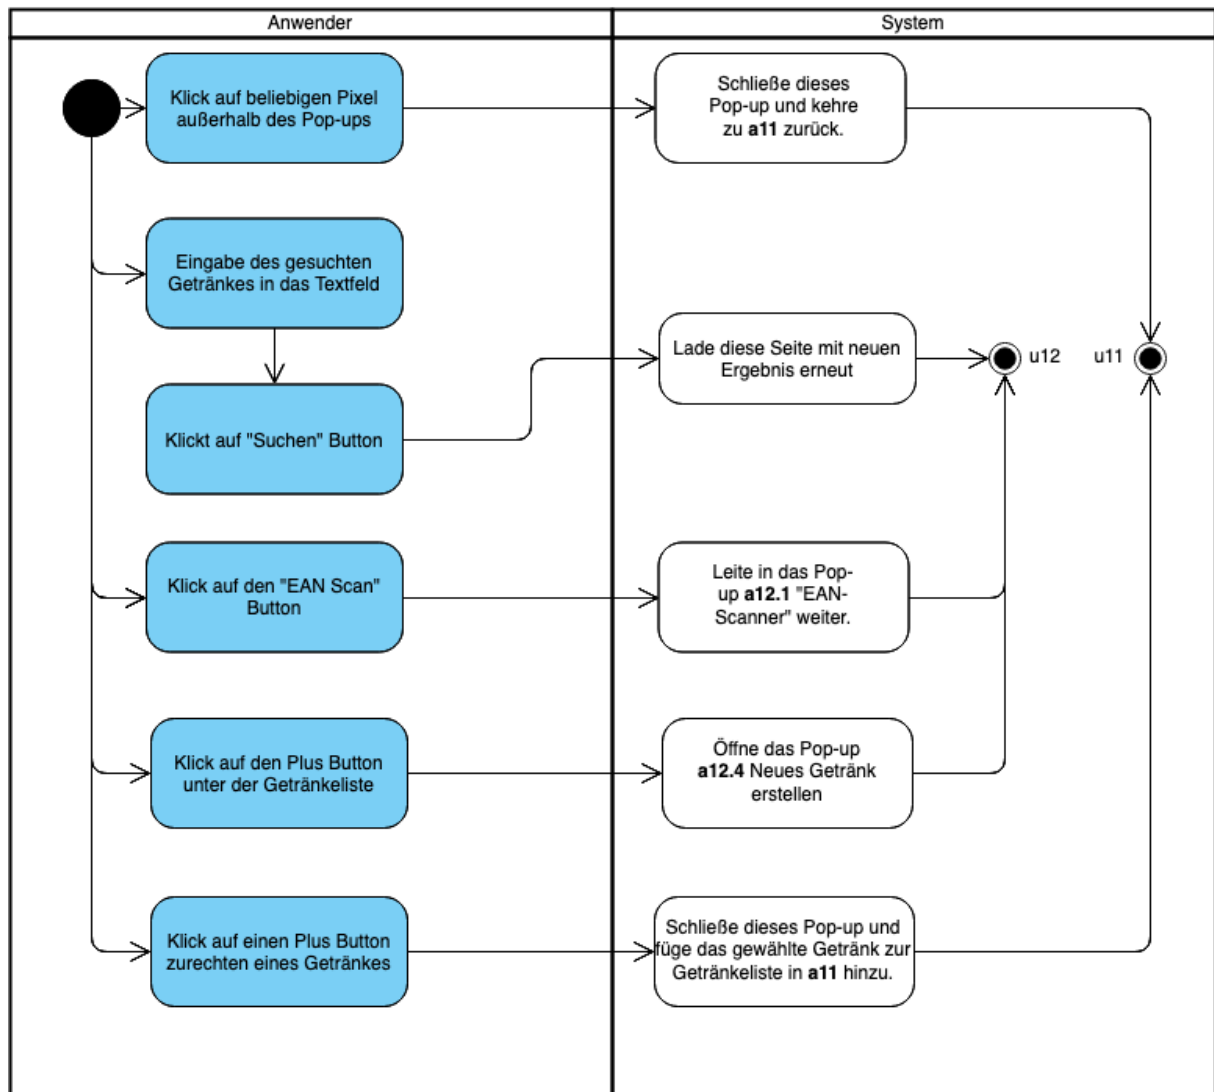 Anwender
System
Klick auf beliebigen Pixel
außerhalb des Pop-ups
Schließe dieses
Pop-up und kehre
zu a11 zurück.
Eingabe des gesuchten
Getränkes in das Textfeld
Lade diese Seite mit neuen
Ergebnis erneut
u12
u11
Klickt auf "Suchen" Button
Klick auf den "EAN Scan"
Button
Leite in das Pop-
up a12.1 "EAN-
Scanner" weiter.
Klick auf den Plus Button
unter der Getränkeliste
Öffne das Pop-up
a12.4 Neues Getränk
erstellen
Klick auf einen Plus Button
zurechten eines Getränkes
Schließe dieses Pop-up und
füge das gewählte Getränk zur
Getränkeliste in a11 hinzu.